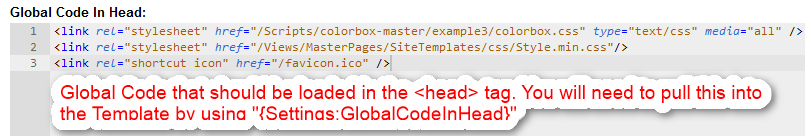 Global Code In Head:
1 <link rel="stylesheet" href="/Scripts/colorbox-master/example3/colorbox.css" type="text/css" media="all" />
2 <link rel="stylesheet" href="/Views/MasterPages/SiteTemplates/css/Style.min.css"/>
3 <link rel="shortcut icon" href="/favicon.ico" />
Global Code that should be loaded in the <head> tag. You will need to pull this into
the Template by using "{Settings:GlobalCodeInHead}"